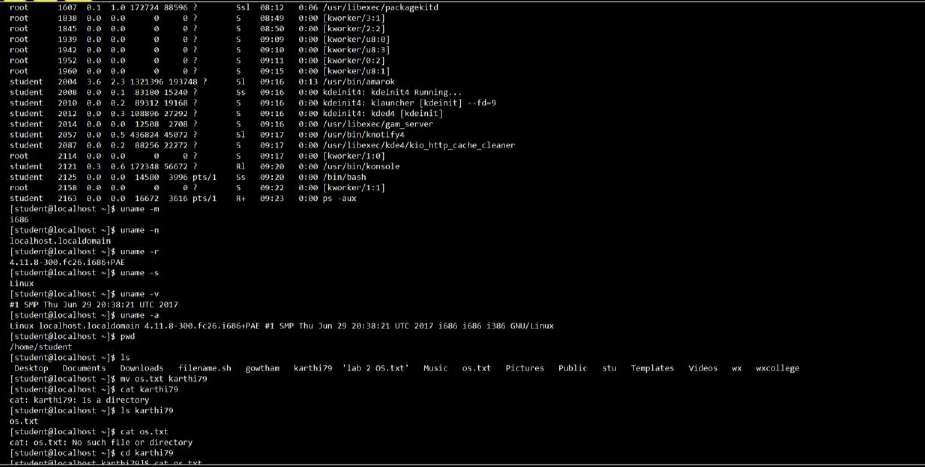 root 1607 0.1 1.0 172724 88596 ? Ssl 08:12 0:06 /usr/libexec/packagekitd
root 1838 0.0 0.0 0 0 ? S 08:49 0:00 [kworker/3:1]
root 1845 0.0 0.0 0 0 ? S 08:50 0:00 [kworker/2:2]
root 1939 0.0 0.0 0 0 ? S 09:09 0:00 [kworker/u8:0]
root 1942 0.0 0.0 0 0 ? S 09:10 0:00 [kworker/u8:3]
root 1952 0.0 0.0 0 0 ? S 09:11 0:00 [kworker/0:2]
root 1960 0.0 0.0 0 0 ? S 09:15 0:00 [kworker/u8:1]
student 2004 3.6 2.3 1321396 193748 ? Sl 09:16 0:13 /usr/bin/amarok
student 2008 0.0 0.1 83180 15240 ? Ss 09:16 0:00 kdeinit4: kdeinit4 Running...
student 2010 0.0 0.2 89312 19168 ? S 09:16 0:00 kdeinit4: klauncher [kdeinit] --fd=9
student 2012 0.0 0.3 108896 27292 ? S 09:16 0:00 kdeinit4: kded4 [kdeinit]
student 2014 0.0 0.0 12508 2708 ? S 09:16 0:00 /usr/libexec/gam_server
student 2057 0.0 0.5 436824 45072 ? Sl 09:17 0:00 /usr/bin/knotify4
student 2087 0.0 0.2 88256 22272 ? S 09:17 0:00 /usr/libexec/kde4/kio_http_cache_cleaner
root 2114 0.0 0.0 0 0 ? S 09:17 0:00 [kworker/1:0]
student 2121 0.3 0.6 172348 56672 ? Rl 09:20 0:00 /usr/bin/konsole
student 2125 0.0 0.0 14500 3996 pts/1 Ss 09:20 0:00 /bin/bash
root 2158 0.0 0.0 0 0 ? S 09:22 0:00 [kworker/1:1]
student 2163 0.0 0.0 16672 3616 pts/1 R+ 09:23 0:00 ps -aux
[student@localhost ~]$ uname -m
i686
[student@localhost ~]$ uname -n
localhost.localdomain
[student@localhost ~]$ uname -r
4.11.8-300.fc26.i686+PAE
[student@localhost ~]$ uname -s
Linux
[student@localhost ~]$ uname -v
#1 SMP Thu Jun 29 20:38:21 UTC 2017
[student@localhost ~]$ uname -a
Linux localhost.localdomain 4.11.8-300.fc26.i686+PAE #1 SMP Thu Jun 29 20:38:21 UTC 2017 i686 i686 i386 GNU/Linux
[student@localhost ~]$ pwd
/home/student
[student@localhost ~]$ ls
Desktop Documents Downloads filename.sh gowtham karthi79 'lab 2 OS.txt' Music os.txt Pictures Public stu Templates Videos wx wxcollege
[student@localhost ~]$ mv os.txt karthi79
[student@localhost ~]$ cat karthi79
cat: karthi79: Is a directory
[student@localhost ~]$ ls karthi79
os.txt
[student@localhost ~]$ cat os.txt
cat: os.txt: No such file or directory
[student@localhost ~]$ cd karthi79
[student@localhost karthi79]$ cat os.txt